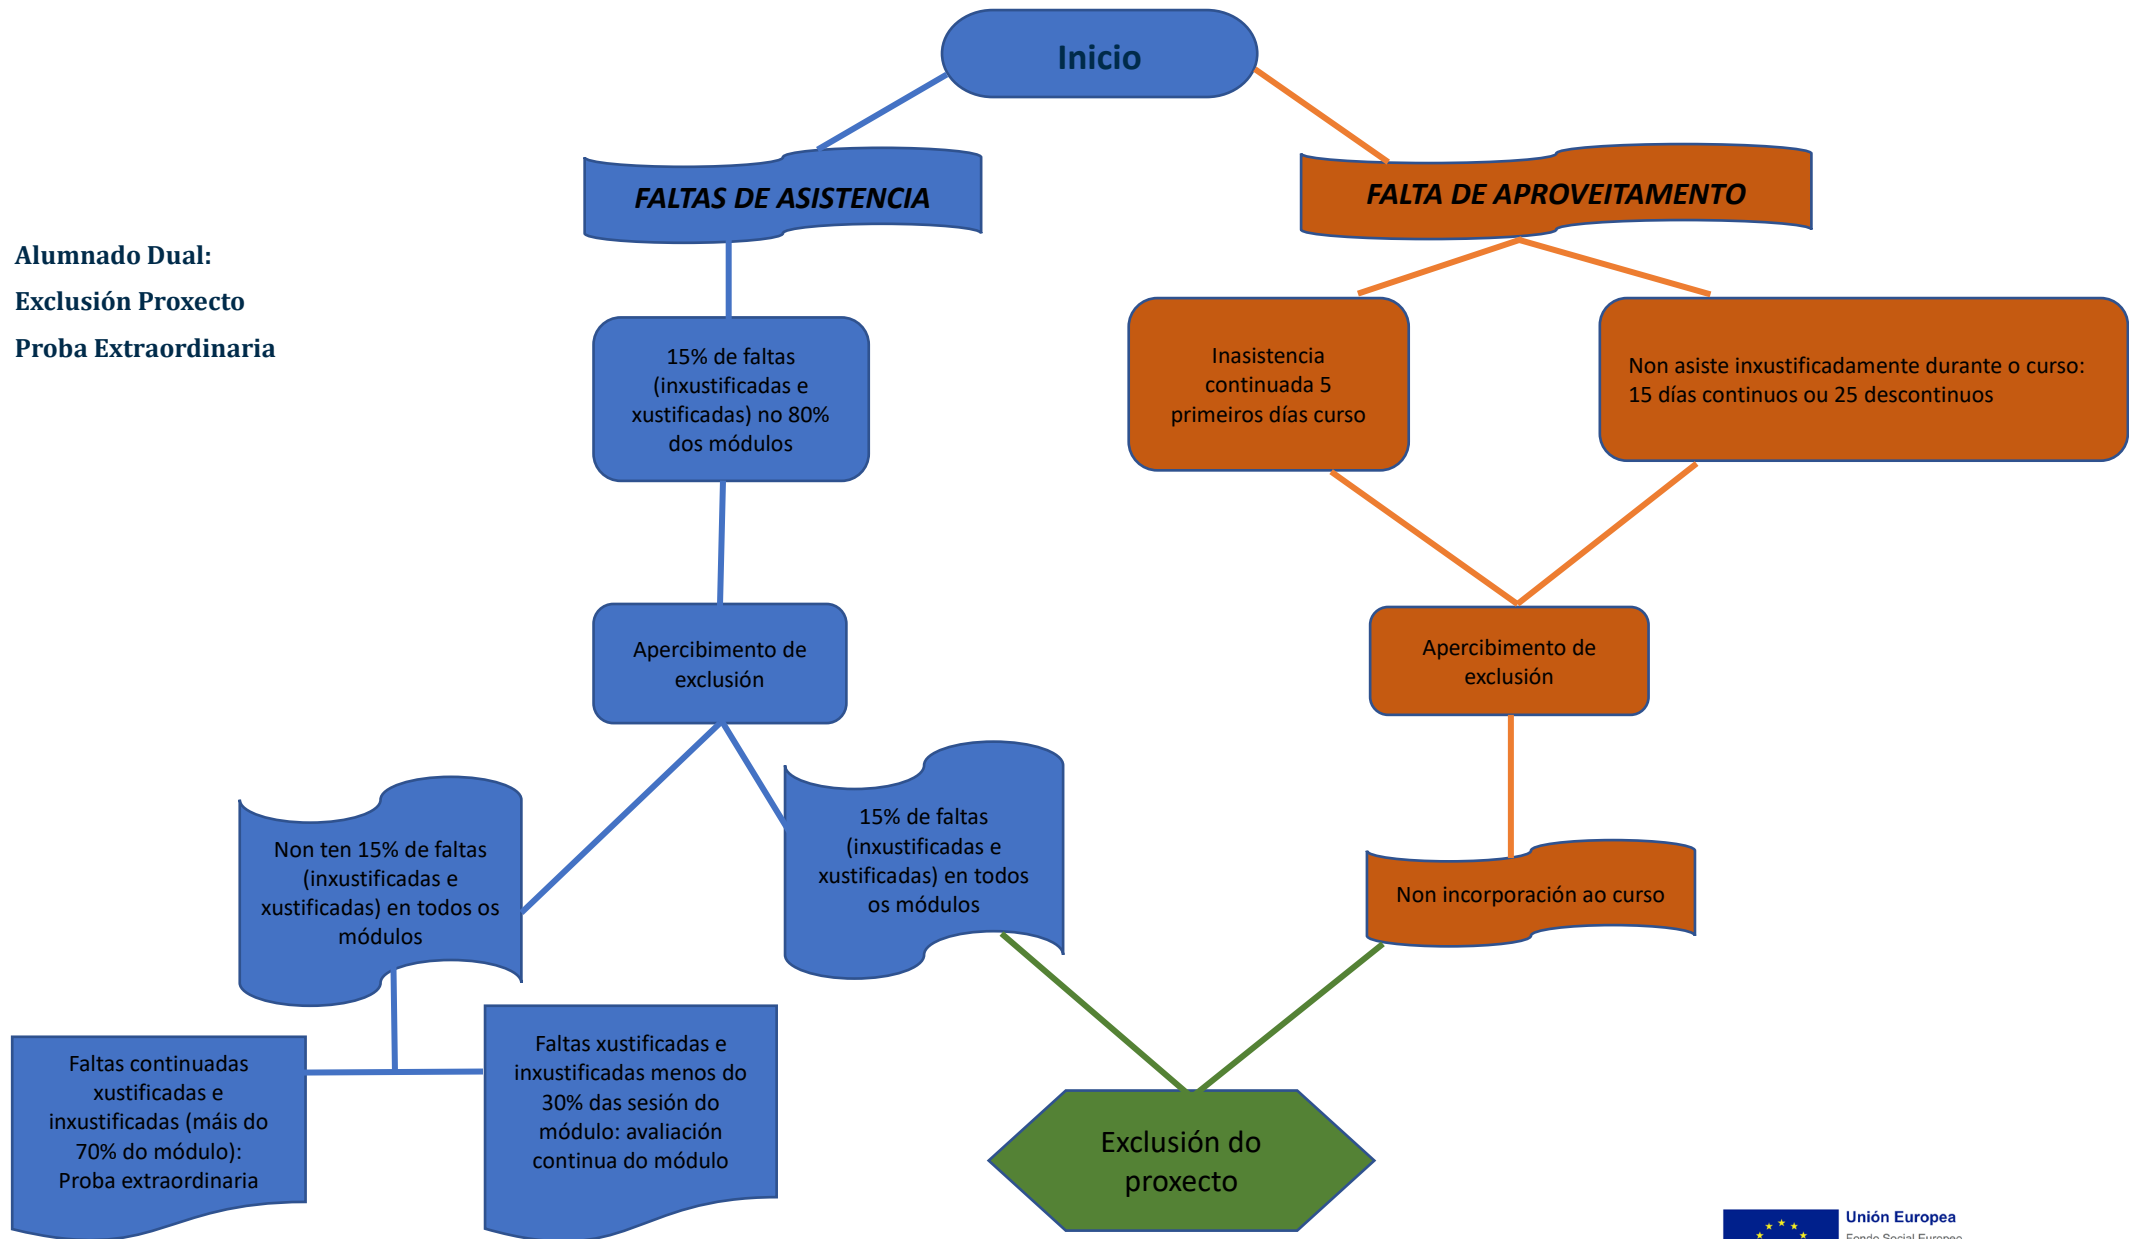 Inicio
FALTAS DE ASISTENCIA
FALTA DE APROVEITAMENTO
Alumnado Dual:
Exclusión Proxecto
Proba Extraordinaria
15% de faltas
(inxustificadas e
xustificadas) no 80%
dos módulos
Inasistencia
continuada 5
primeiros días curso
Non asiste inxustificadamente durante o curso:
15 días continuos ou 25 descontinuos
Apercibimento de
exclusión
Apercibimento de
exclusión
Non ten 15% de faltas
(inxustificadas e
xustificadas) en todos os
módulos
15% de faltas
(inxustificadas e
xustificadas) en todos
os módulos
Non incorporación ao curso
Faltas continuadas
xustificadas e
inxustificadas (máis do
70% do módulo):
Proba extraordinaria
Faltas xustificadas e
inxustificadas menos do
30% das sesión do
módulo: avaliación
continua do módulo
Exclusión do
proxecto
Unión Europea
Fondo Social Europeo